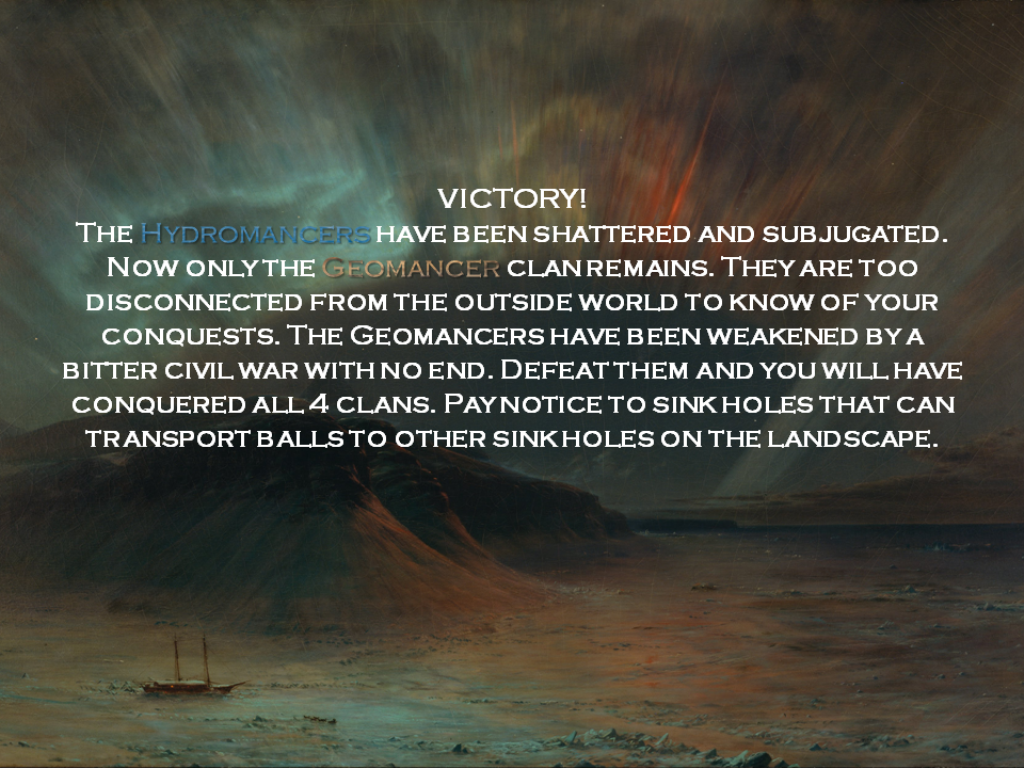 VICTORY!
The Hydromancers have been shattered and subjugated.
Now only the Geomancer clan remains. They are too
disconnected from the outside world to know of your
conquests. The Geomancers have been weakened by a
bitter civil war with no end. Defeat them and you will have
conquered all 4 clans. Pay notice to sink holes that can
transport balls to other sink holes on the landscape.